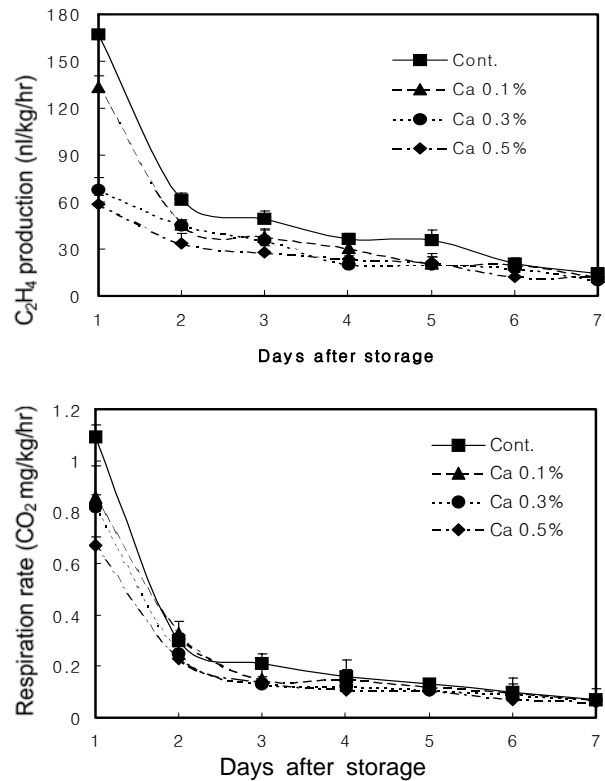 180
150
120
90
60
30
0
C₂H₄ production (nl/kg/hr)
Cont.
Ca 0.1%
Ca 0.3%
Ca 0.5%
1 2 3 4 5 6 7
Days after storage
1.2
1
0.8
0.6
0.4
0.2
0
Respiration rate (CO₂ mg/kg/hr)
Cont.
Ca 0.1%
Ca 0.3%
Ca 0.5%
1 2 3 4 5 6 7
Days after storage